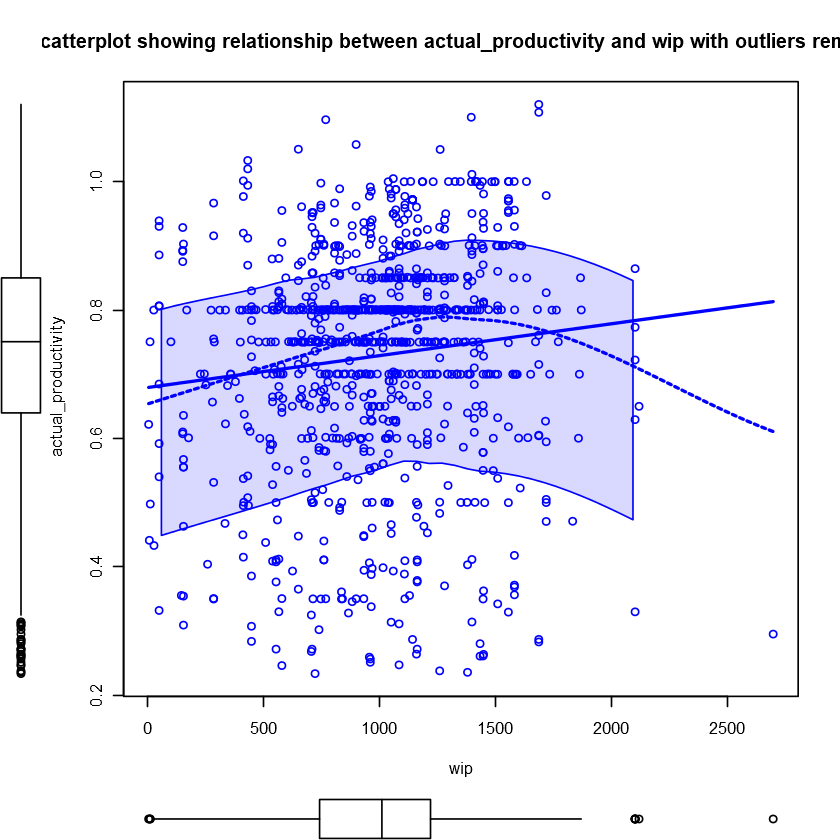 catterplot showing relationship between actual_productivity and wip with outliers ren
actual_productivity
1.0
0.8
0.6
0.4
0.2
0 500 1000 1500 2000 2500
wip